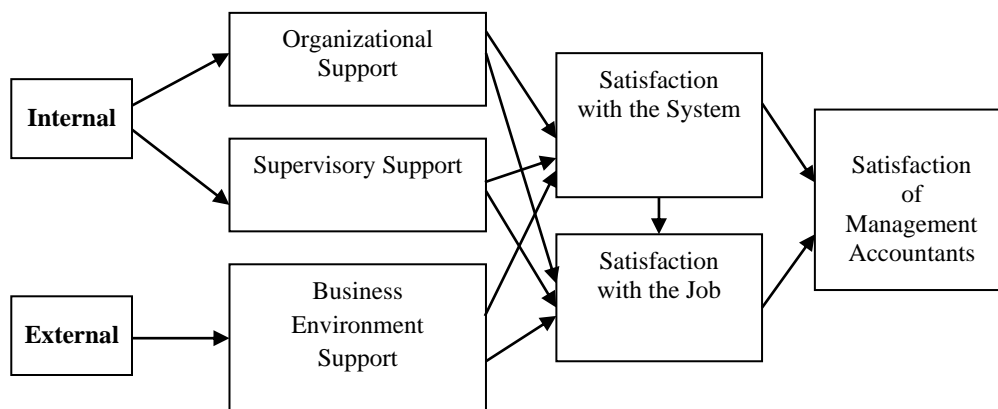 Internal
External
Organizational
Support
Supervisory Support
Business
Environment
Support
Satisfaction
with the System
Satisfaction
with the Job
Satisfaction
of
Management
Accountants